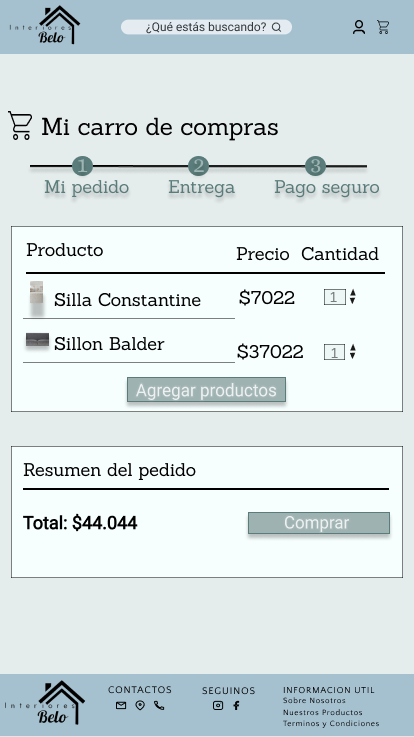 Interiores
Belo
¿Qué estás buscando?
Mi carro de compras
1 2 3
Mi pedido Entrega Pago seguro
Producto Precio Cantidad
Silla Constantine $7022 1
Sillon Balder $37022 1
Agregar productos
Resumen del pedido
Total: $44.044 Comprar
Interiores
Belo
CONTACTOS
SEGUINOS
INFORMACION UTIL
Sobre Nosotros
Nuestros Productos
Terminos y Condiciones